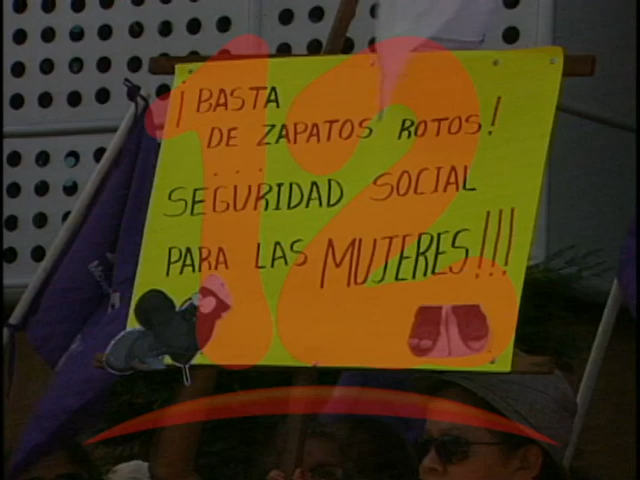 12
¡BASTA
DE ZAPATOS ROTOS!
...
SEGURIDAD SOCIAL
PARA LAS MUJERES!!!